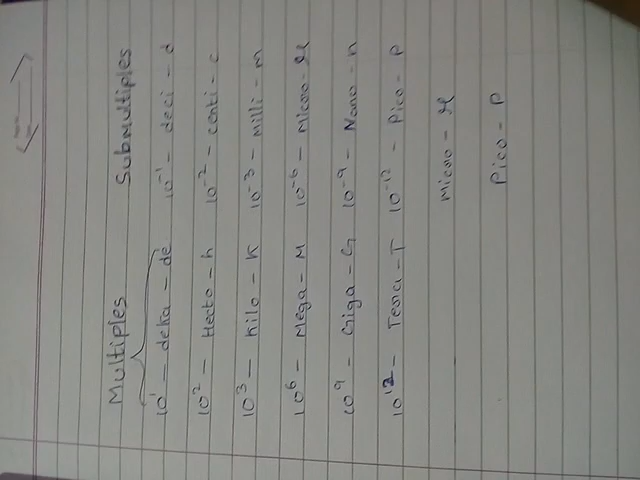 Multiples Submultiples
10¹ – deka – de 10⁻¹ – deci – d
10² – Hecto – h 10⁻² – centi – c
10³ – Kilo – K 10⁻³ – Milli – m
10⁶ – Mega – M 10⁻⁶ – Micro – μ
10⁹ – Giga – G 10⁻⁹ – Nano – n
10¹² – Tera – T 10⁻¹² – Pico – p
Micro – μ
Pico – P